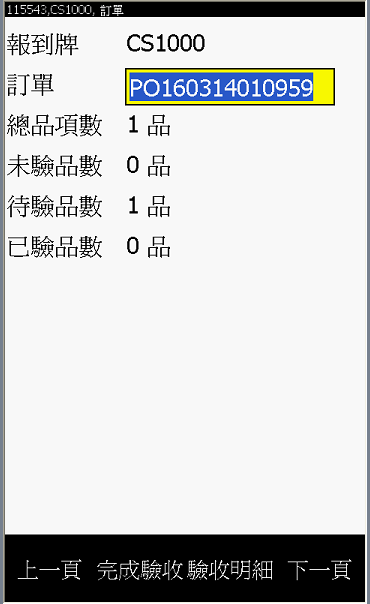 115543,CS1000, 訂單
報到牌 CS1000
訂單 PO160314010959
總品項數 1 品
未驗品數 0 品
待驗品數 1 品
已驗品數 0 品
上一頁 完成驗收 驗收明細 下一頁